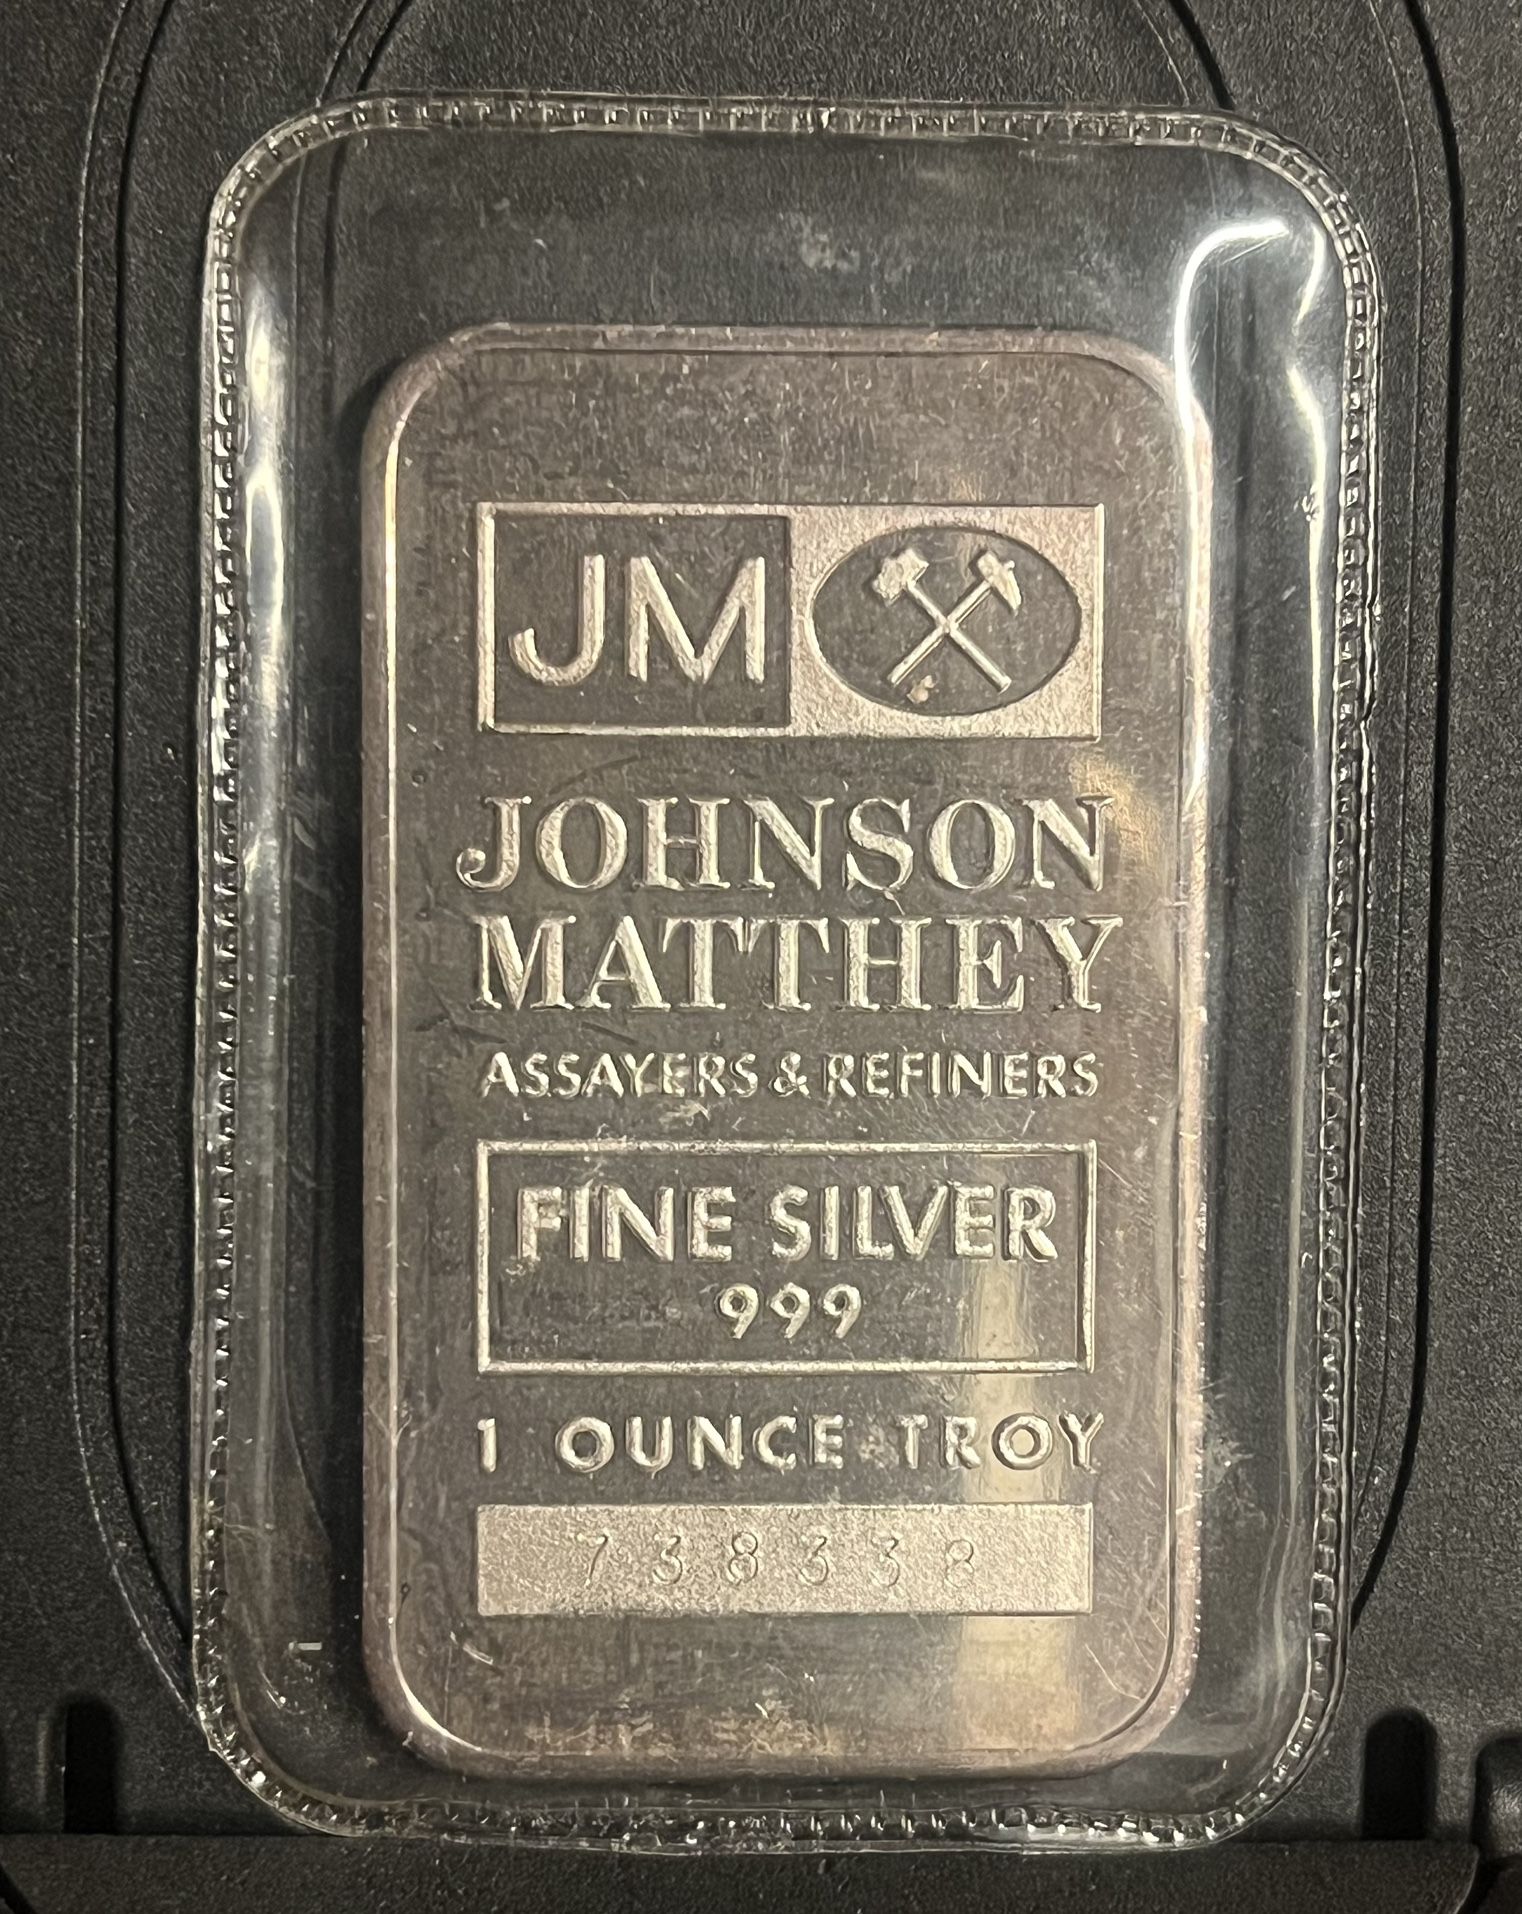 JM
JOHNSON
MATTHEY
ASSAYERS & REFINERS
FINE SILVER
999
1 OUNCE TROY
738338